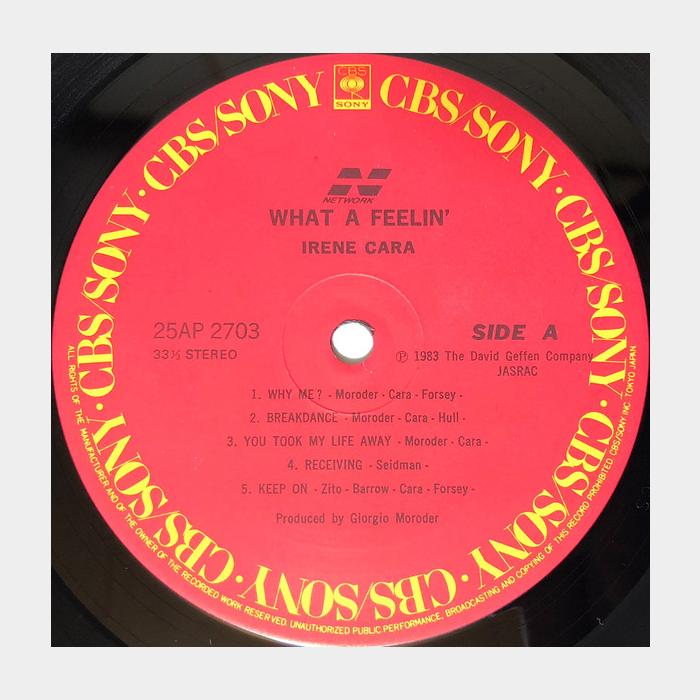 CBS/SONY · CBS/SONY · CBS/SONY · CBS/SONY · CBS/SONY · CBS/SONY · CBS/SONY · CBS/SONY · CBS/SONY
CBS
SONY
NETWORK
WHAT A FEELIN'
IRENE CARA
25AP 2703
33⅓ STEREO
SIDE A
Ⓟ 1983 The David Geffen Company
JASRAC
1. WHY ME? - Moroder - Cara - Forsey -
2. BREAKDANCE - Moroder - Cara - Hull -
3. YOU TOOK MY LIFE AWAY - Moroder - Cara -
4. RECEIVING - Seidman -
5. KEEP ON - Zito - Barrow - Cara - Forsey -
Produced by Giorgio Moroder
ALL RIGHTS OF THE MANUFACTURER AND OF THE OWNER OF THE RECORDED WORK RESERVED. UNAUTHORIZED PUBLIC PERFORMANCE, BROADCASTING AND COPYING OF THIS RECORD PROHIBITED CBS/SONY INC. TOKYO JAPAN